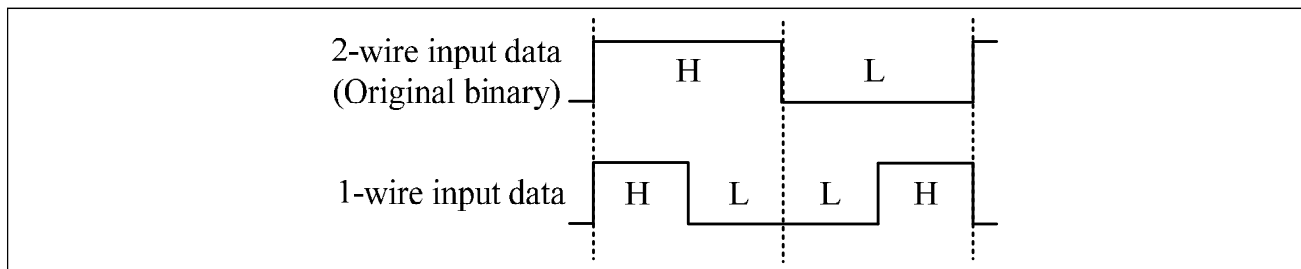 2-wire input data
(Original binary)
H L
1-wire input data
H L L H